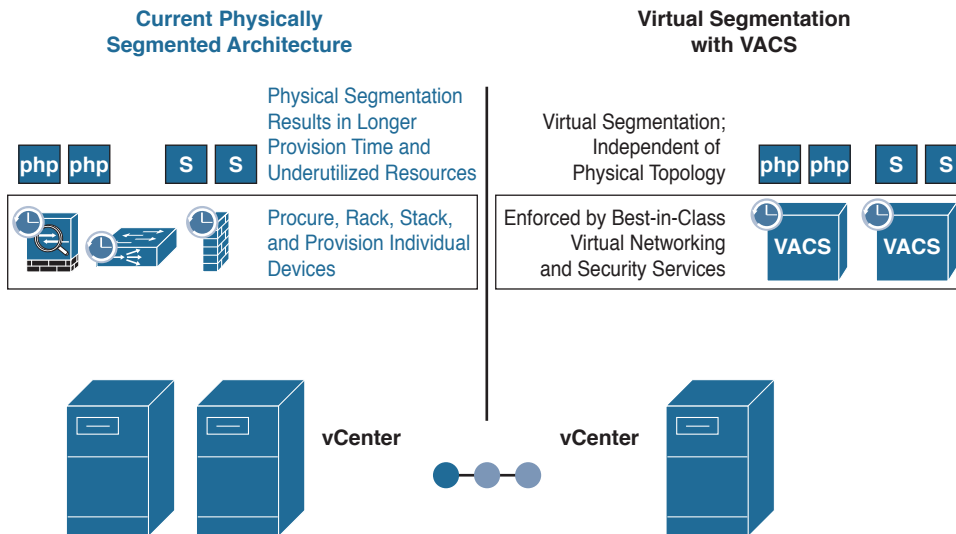 Current Physically
Segmented Architecture
Physical Segmentation
Results in Longer
Provision Time and
Underutilized Resources
php php S S
Procure, Rack, Stack,
and Provision Individual
Devices
vCenter
Virtual Segmentation
with VACS
Virtual Segmentation;
Independent of
Physical Topology
php php S S
Enforced by Best-in-Class
Virtual Networking
and Security Services
VACS VACS
vCenter